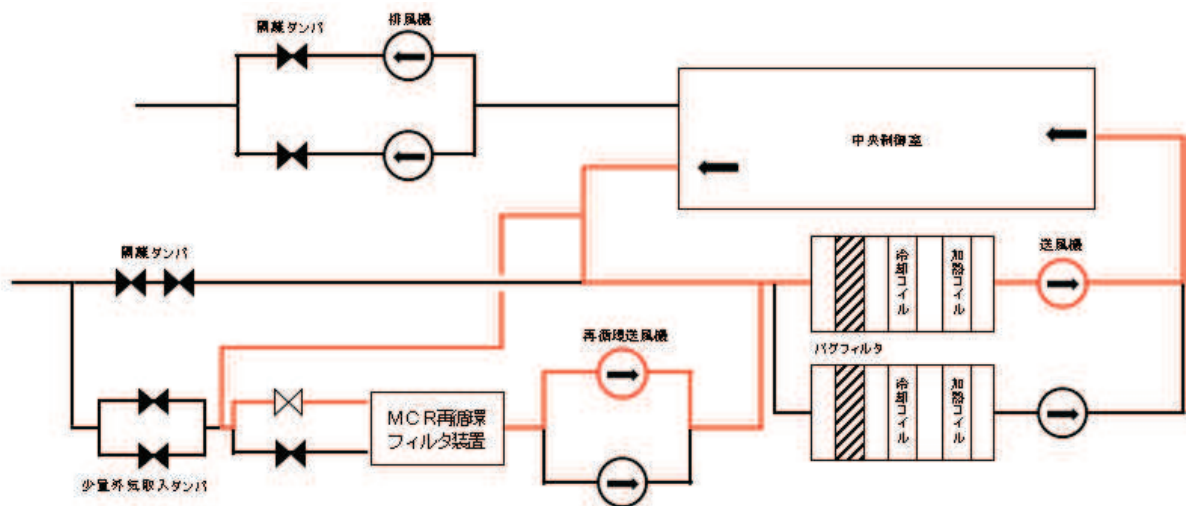 隔離ダンパ
排風機
中央制御室
隔離ダンパ
冷却コイル
加熱コイル
送風機
再循環送風機
バグフィルタ
MCR再循環
フィルタ装置
冷却コイル
加熱コイル
少量外気取入ダンパ